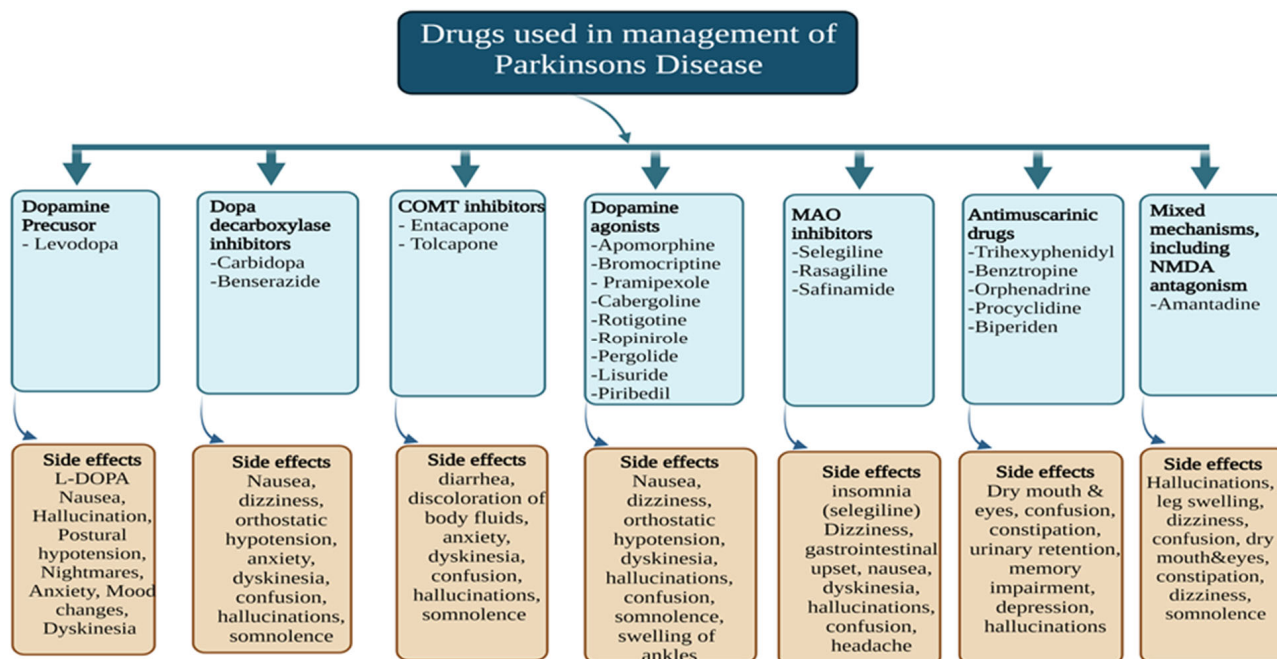 Drugs used in management of
Parkinsons Disease
Dopamine
Precusor
- Levodopa
Dopa
decarboxylase
inhibitors
-Carbidopa
-Benserazide
COMT inhibitors
- Entacapone
- Tolcapone
Dopamine
agonists
-Apomorphine
-Bromocriptine
- Pramipexole
-Cabergoline
-Rotigotine
-Ropinirole
-Pergolide
-Lisuride
-Piribedil
MAO
inhibitors
-Selegiline
-Rasagiline
-Safinamide
Antimuscarinic
drugs
-Trihexyphenidyl
-Benztropine
-Orphenadrine
-Procyclidine
-Biperiden
Mixed
mechanisms,
including
NMDA
antagonism
-Amantadine
Side effects
L-DOPA
Nausea,
Hallucination,
Postural
hypotension,
Nightmares,
Anxiety, Mood
changes,
Dyskinesia
Side effects
Nausea,
dizziness,
orthostatic
hypotension,
anxiety,
dyskinesia,
confusion,
hallucinations,
somnolence
Side effects
diarrhea,
discoloration of
body fluids,
anxiety,
dyskinesia,
confusion,
hallucinations,
somnolence
Side effects
Nausea,
dizziness,
orthostatic
hypotension,
dyskinesia,
hallucinations,
confusion,
somnolence,
swelling of
ankles
Side effects
insomnia
(selegiline)
Dizziness,
gastrointestinal
upset, nausea,
dyskinesia,
hallucinations,
confusion,
headache
Side effects
Dry mouth &
eyes, confusion,
constipation,
urinary retention,
memory
impairment,
depression,
hallucinations
Side effects
Hallucinations,
leg swelling,
dizziness,
confusion, dry
mouth&eyes,
constipation,
dizziness,
somnolence